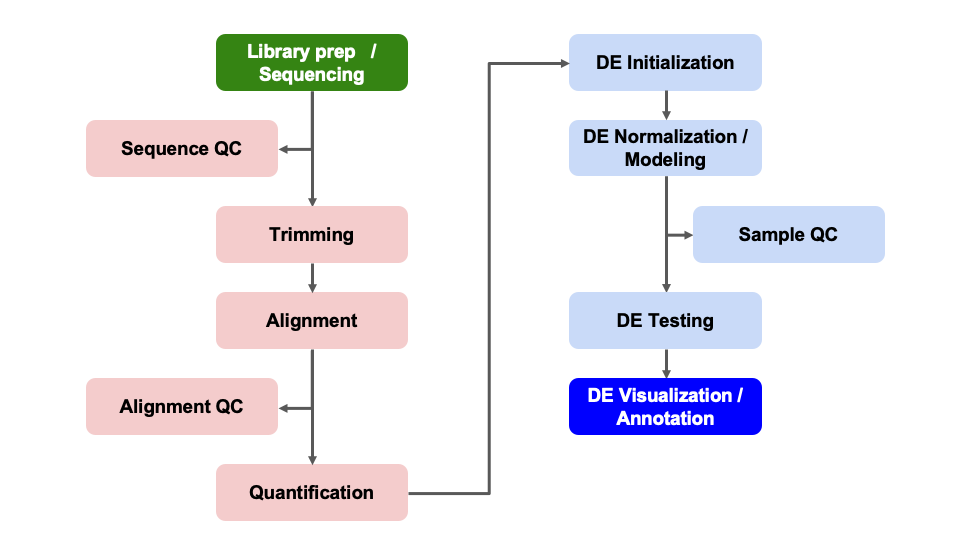 Library prep /
Sequencing
Sequence QC
Trimming
Alignment
Alignment QC
Quantification
DE Initialization
DE Normalization /
Modeling
Sample QC
DE Testing
DE Visualization /
Annotation